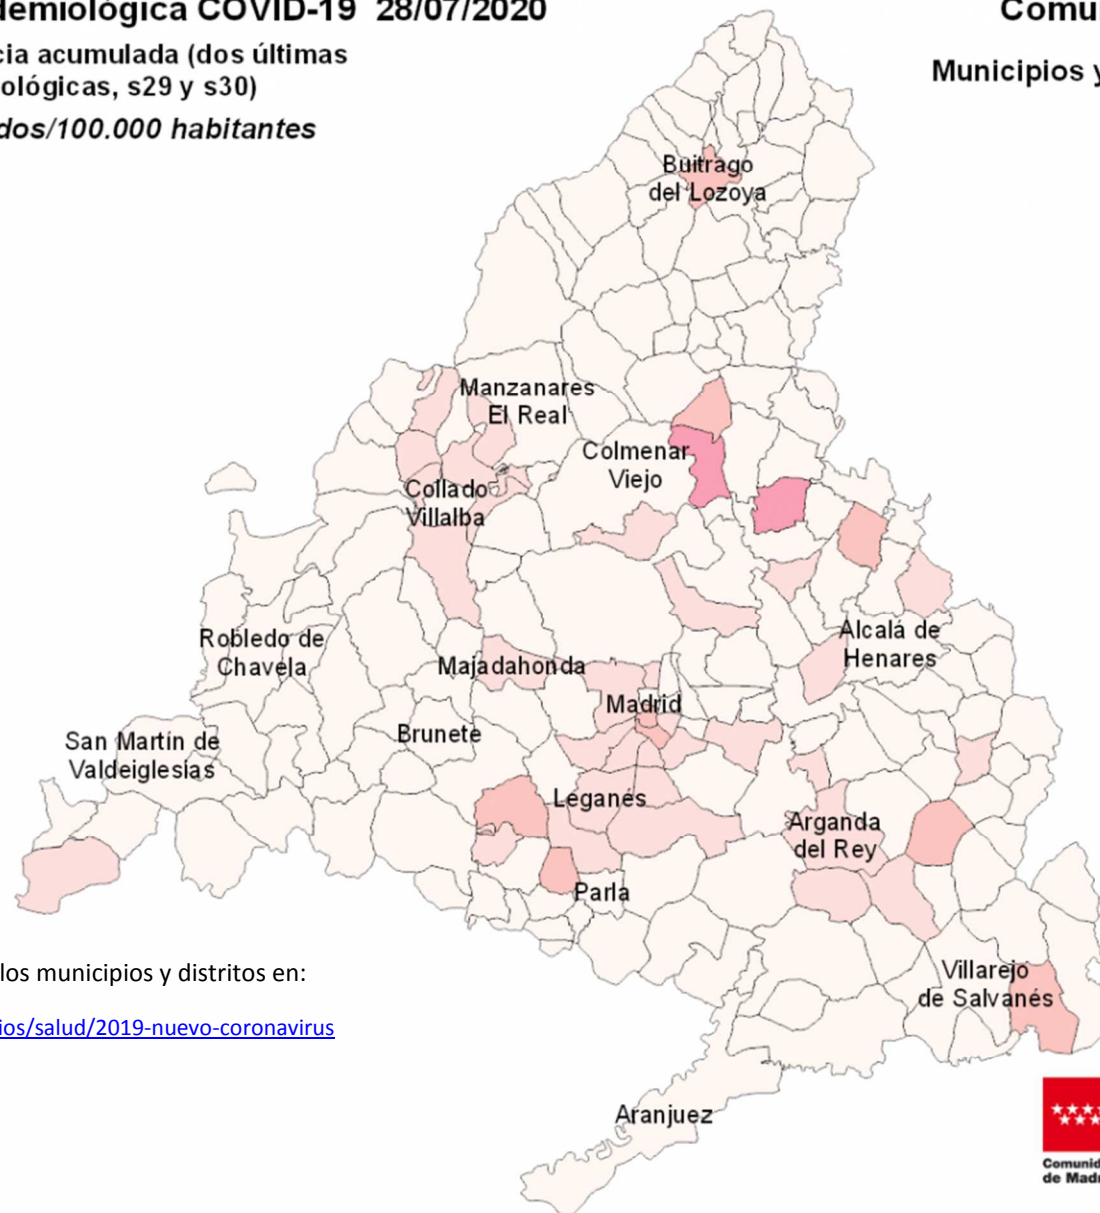 demiológica COVID-19 28/07/2020
Comu
cia acumulada (dos últimas
ológicas, s29 y s30)
Municipios y
dos/100.000 habitantes
Buitrago
del Lozoya
Manzanares
El Real
Colmenar
Viejo
Collado
Villalba
Robledo de
Chavela
Alcalá de
Henares
Majadahonda
Madrid
Brunete
San Martín de
Valdeiglesias
Leganés
Arganda
del Rey
Parla
los municipios y distritos en:
Villarejo
de Salvanés
ios/salud/2019-nuevo-coronavirus
Aranjuez
Comunid
de Madr